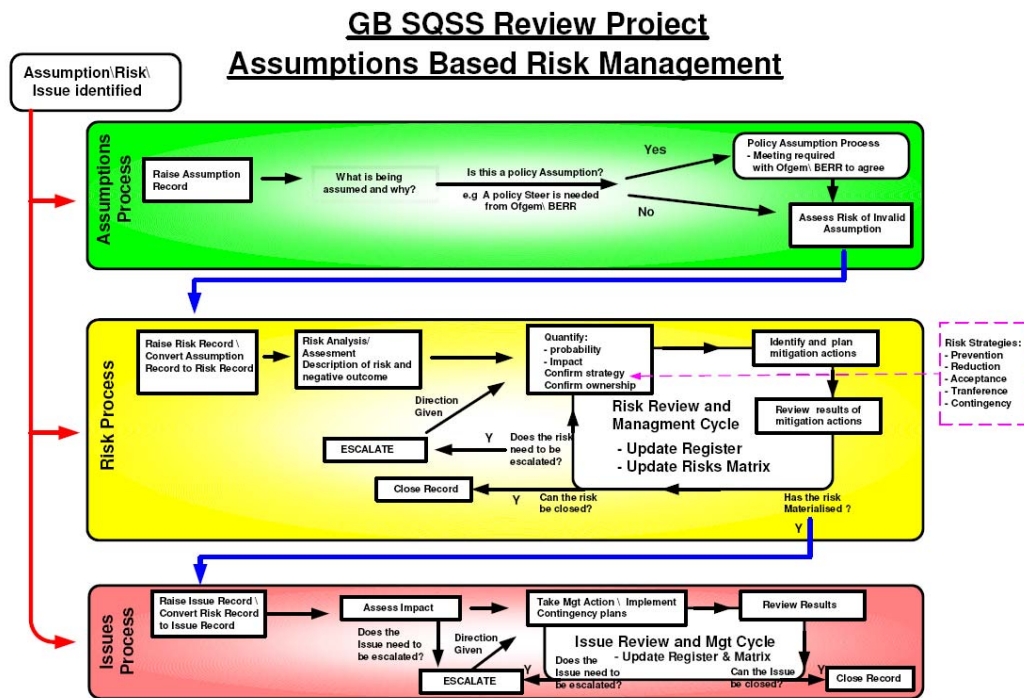 GB SQSS Review Project
Assumptions Based Risk Management
Assumption\Risk\
Issue identified
Assumptions
Process
Raise Assumption
Record
What is being
assumed and why?
Is this a policy Assumption?
e.g A policy Steer is needed
from Ofgem\ BERR
Yes
No
Policy Assumption Process
- Meeting required
with Ofgem\ BERR to agree
Assess Risk of Invalid
Assumption
Risk Process
Raise Risk Record \
Convert Assumption
Record to Risk Record
Risk Analysis/
Assesment
Description of risk and
negative outcome
Quantify:
- probability
- Impact
Confirm strategy
Confirm ownership
Identify and plan
mitigation actions
Review results of
mitigation actions
Risk Strategies:
- Prevention
- Reduction
- Acceptance
- Tranference
- Contingency
Direction
Given
ESCALATE
Y
Does the risk
need to be
escalated?
Risk Review and
Managment Cycle
- Update Register
- Update Risks Matrix
Close Record
Y
Can the risk
be closed?
Has the risk
Materialised ?
Y
Issues
Process
Raise Issue Record \
Convert Risk Record
to Issue Record
Assess Impact
Take Mgt Action \ Implement
Contingency plans
Review Results
Does the
Issue need to
be escalated?
Direction
Given
Issue Review and Mgt Cycle
- Update Register & Matrix
ESCALATE
Y
Does the
Issue need to
be escalated?
Can the Issue
be closed?
Y
Close Record